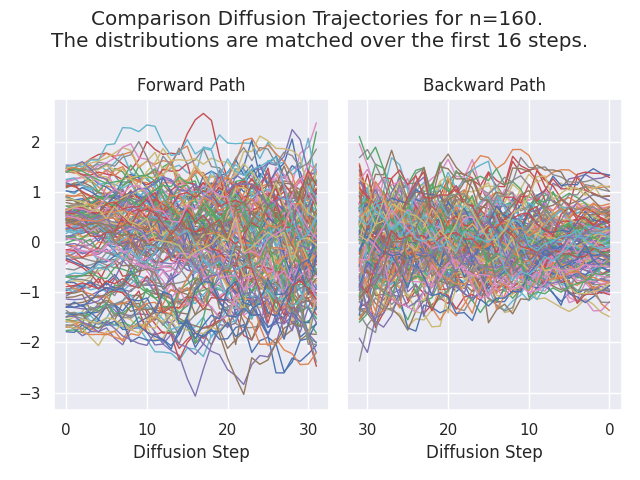 Comparison Diffusion Trajectories for n=160.
The distributions are matched over the first 16 steps.
Forward Path
Backward Path
2
1
0
−1
−2
−3
0 10 20 30
30 20 10 0
Diffusion Step
Diffusion Step